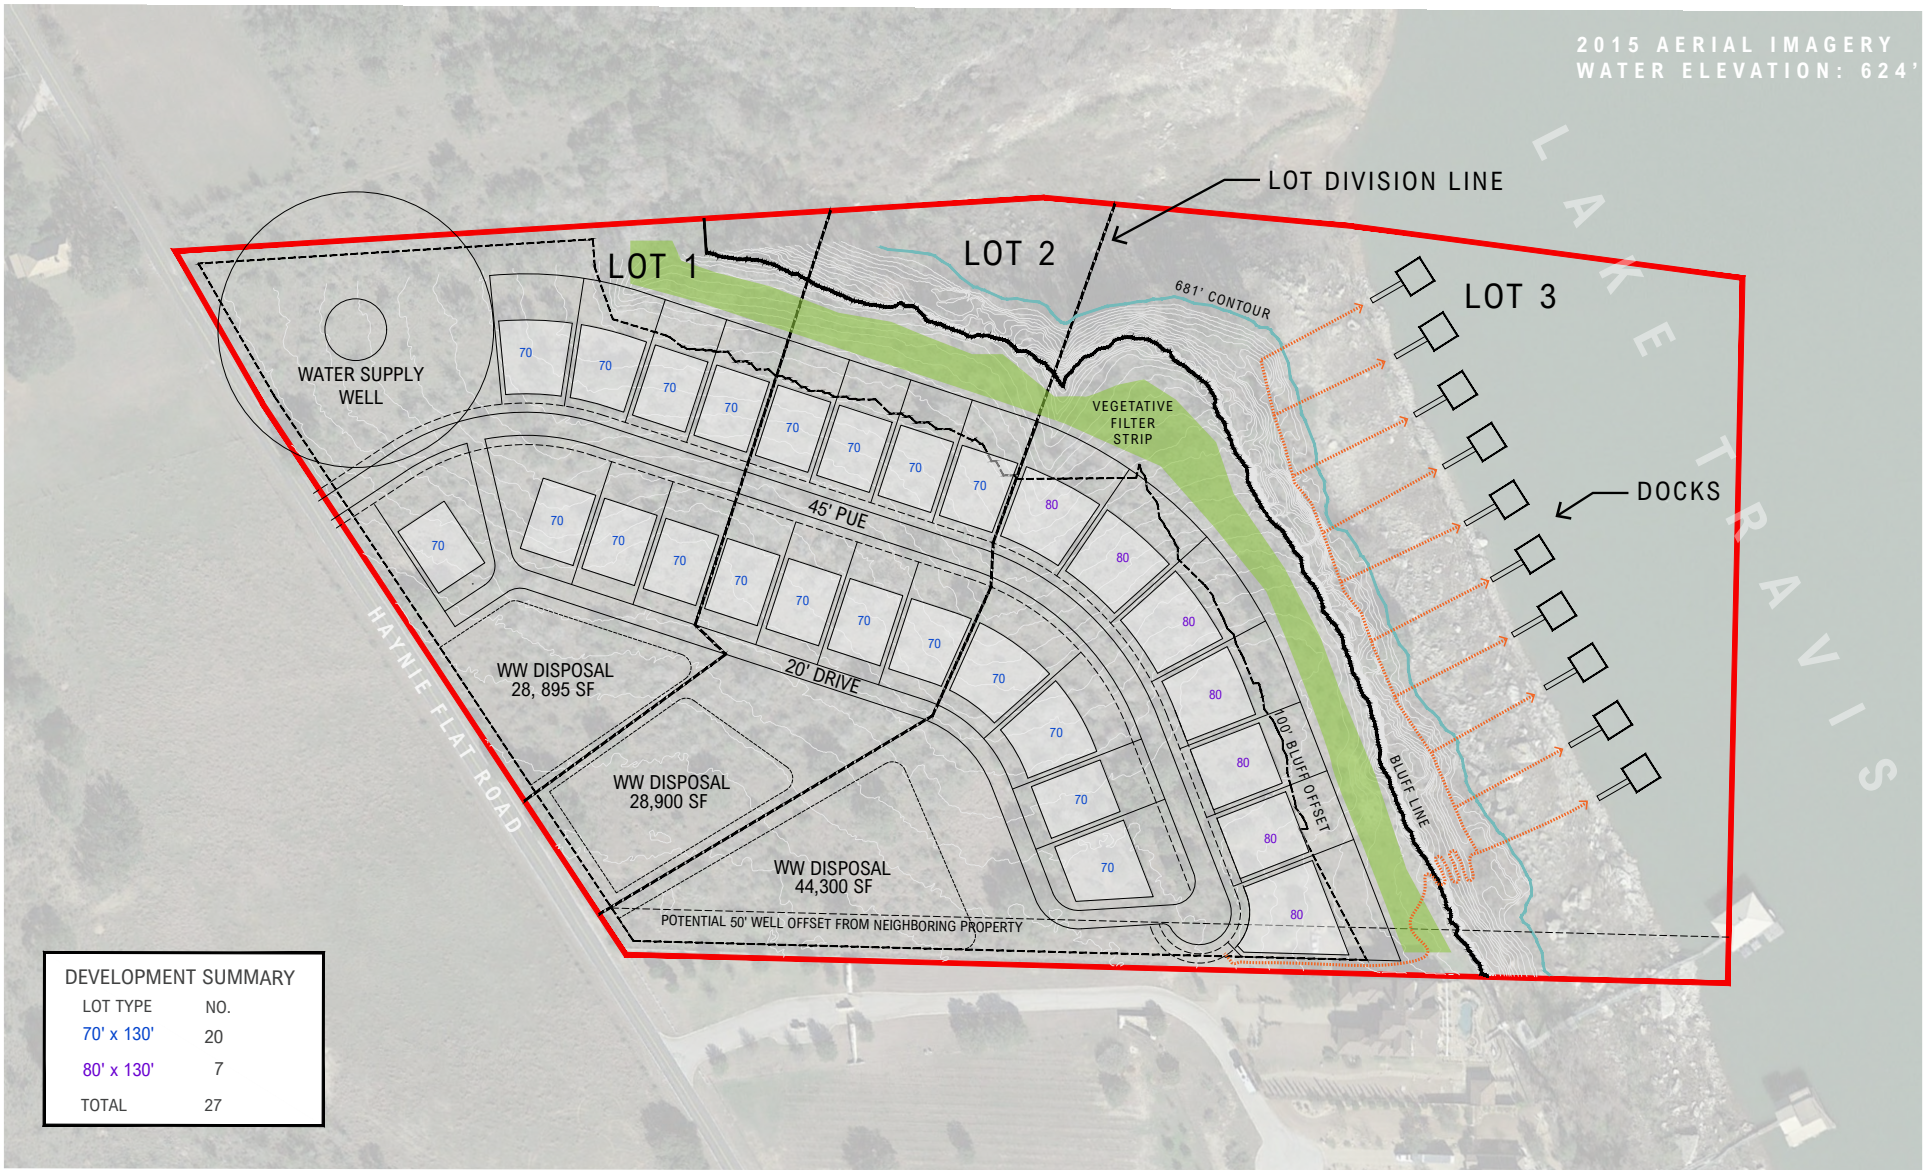 2015 AERIAL IMAGERY
WATER ELEVATION: 624'
LAKE TRAVIS
LOT DIVISION LINE
LOT 1
LOT 2
LOT 3
681' CONTOUR
WATER SUPPLY
WELL
VEGETATIVE
FILTER
STRIP
DOCKS
70
70
70
70
70
70
70
70
80
80
80
80
80
80
80
45' PUE
70
70
70
70
70
70
70
70
70
70
70
70
20' DRIVE
HAYNIE FLAT ROAD
WW DISPOSAL
28, 895 SF
WW DISPOSAL
28,900 SF
WW DISPOSAL
44,300 SF
100' BLUFF OFFSET
BLUFF LINE
POTENTIAL 50' WELL OFFSET FROM NEIGHBORING PROPERTY
DEVELOPMENT SUMMARY
LOT TYPE NO.
70' x 130' 20
80' x 130' 7
TOTAL 27